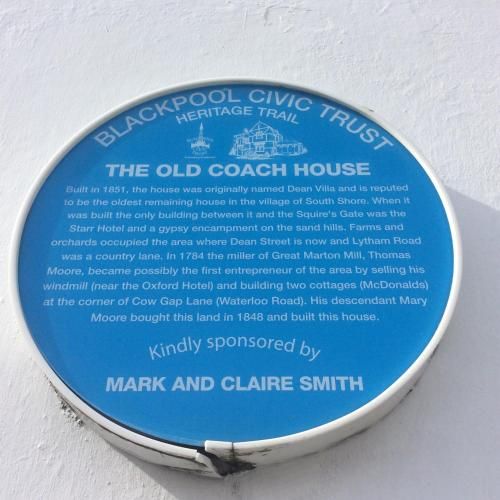 BLACKPOOL CIVIC TRUST
HERITAGE TRAIL
THE OLD COACH HOUSE
Built in 1851, the house was originally named Dean Villa and is reputed
to be the oldest remaining house in the village of South Shore. When it
was built the only building between it and the Squire's Gate was the
Starr Hotel and a gypsy encampment on the sand hills. Farms and
orchards occupied the area where Dean Street is now and Lytham Road
was a country lane. In 1784 the miller of Great Marton Mill, Thomas
Moore, became possibly the first entrepreneur of the area by selling his
windmill (near the Oxford Hotel) and building two cottages (McDonalds)
at the corner of Cow Gap Lane (Waterloo Road). His descendant Mary
Moore bought this land in 1848 and built this house.
Kindly sponsored by
MARK AND CLAIRE SMITH